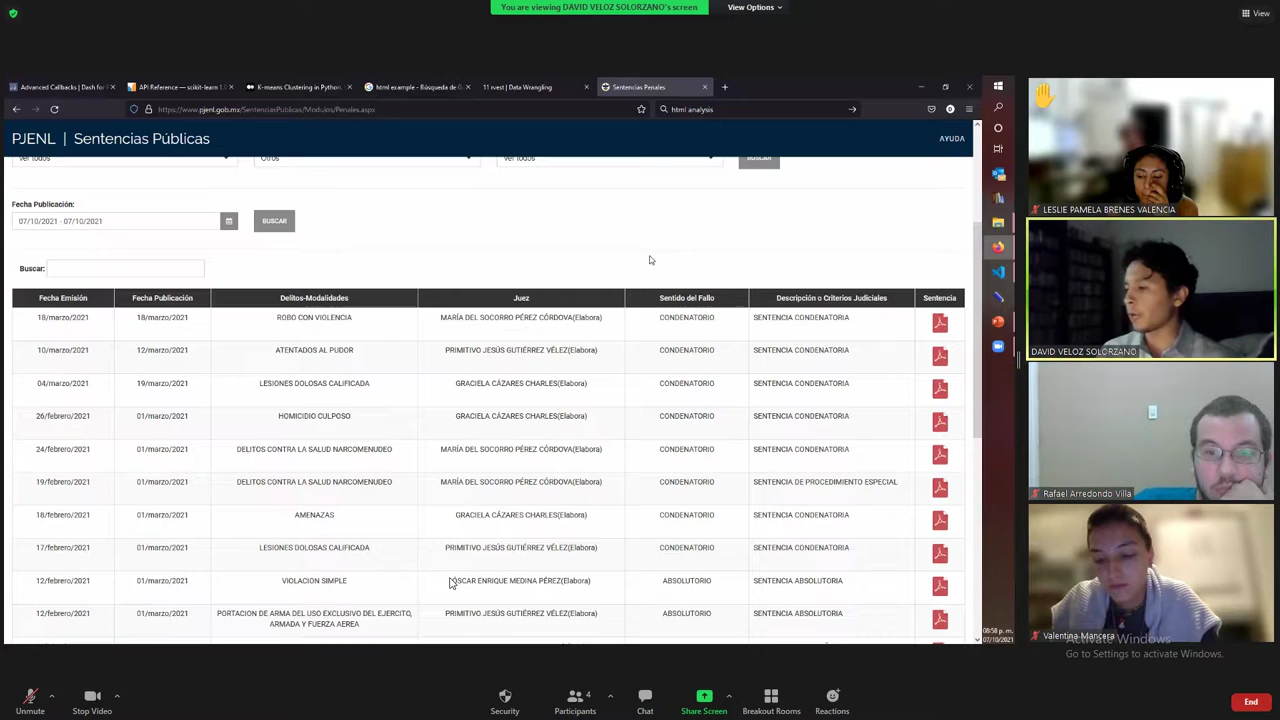 You are viewing DAVID VELOZ SOLORZANO's screen
View Options
View
Advanced Callbacks | Dash for P
API Reference — scikit-learn 1.0
K-means Clustering in Python:
html example - Búsqueda de G
11 rvest | Data Wrangling
Sentencias Penales
https://www.pjenl.gob.mx/SentenciasPublicas/Modulos/Penales.aspx
html analysis
PJENL | Sentencias Públicas
AYUDA
Ver todos
Otros
Ver todos
BUSCAR
Fecha Publicación:
07/10/2021 - 07/10/2021
BUSCAR
Buscar:
Fecha Emisión Fecha Publicación Delitos-Modalidades Juez Sentido del Fallo Descripción o Criterios Judiciales Sentencia
18/marzo/2021 18/marzo/2021 ROBO CON VIOLENCIA MARÍA DEL SOCORRO PÉREZ CÓRDOVA(Elabora) CONDENATORIO SENTENCIA CONDENATORIA
10/marzo/2021 12/marzo/2021 ATENTADOS AL PUDOR PRIMITIVO JESÚS GUTIÉRREZ VÉLEZ(Elabora) CONDENATORIO SENTENCIA CONDENATORIA
04/marzo/2021 19/marzo/2021 LESIONES DOLOSAS CALIFICADA GRACIELA CÁZARES CHARLES(Elabora) CONDENATORIO SENTENCIA CONDENATORIA
26/febrero/2021 01/marzo/2021 HOMICIDIO CULPOSO GRACIELA CÁZARES CHARLES(Elabora) CONDENATORIO SENTENCIA CONDENATORIA
24/febrero/2021 01/marzo/2021 DELITOS CONTRA LA SALUD NARCOMENUDEO MARÍA DEL SOCORRO PÉREZ CÓRDOVA(Elabora) CONDENATORIO SENTENCIA CONDENATORIA
19/febrero/2021 01/marzo/2021 DELITOS CONTRA LA SALUD NARCOMENUDEO MARÍA DEL SOCORRO PÉREZ CÓRDOVA(Elabora) CONDENATORIO SENTENCIA DE PROCEDIMIENTO ESPECIAL
18/febrero/2021 01/marzo/2021 AMENAZAS GRACIELA CÁZARES CHARLES(Elabora) CONDENATORIO SENTENCIA CONDENATORIA
17/febrero/2021 01/marzo/2021 LESIONES DOLOSAS CALIFICADA PRIMITIVO JESÚS GUTIÉRREZ VÉLEZ(Elabora) CONDENATORIO SENTENCIA CONDENATORIA
12/febrero/2021 01/marzo/2021 VIOLACION SIMPLE ÓSCAR ENRIQUE MEDINA PÉREZ(Elabora) ABSOLUTORIO SENTENCIA ABSOLUTORIA
12/febrero/2021 01/marzo/2021 PORTACION DE ARMA DEL USO EXCLUSIVO DEL EJERCITO, PRIMITIVO JESÚS GUTIÉRREZ VÉLEZ(Elabora) ABSOLUTORIO SENTENCIA ABSOLUTORIA
ARMADA Y FUERZA AEREA
08:58 p. m.
07/10/2021
LESLIE PAMELA BRENES VALENCIA
DAVID VELOZ SOLORZANO
Rafael Arredondo Villa
Valentina Mancera
Activate Windows
Go to Settings to activate Windows.
Unmute
Stop Video
Security
Participants
4
Chat
Share Screen
Breakout Rooms
Reactions
End